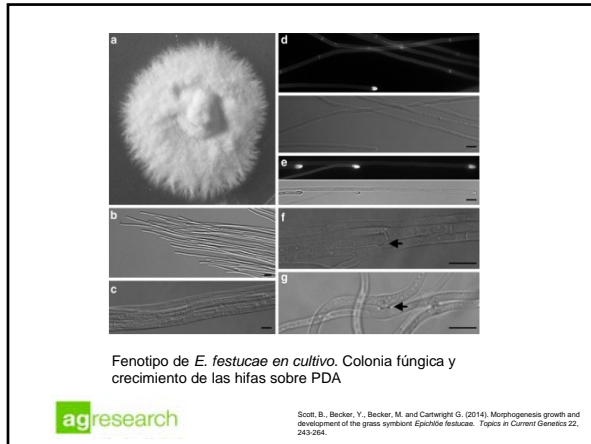 a
d
e
b
f
c
g
Fenotipo de E. festucae en cultivo. Colonia fúngica y
crecimiento de las hifas sobre PDA
agresearch
Scott, B., Becker, Y., Becker, M. and Cartwright G. (2014). Morphogenesis growth and
development of the grass symbiont Epichlöe festucae. Topics in Current Genetics 22,
243-264.